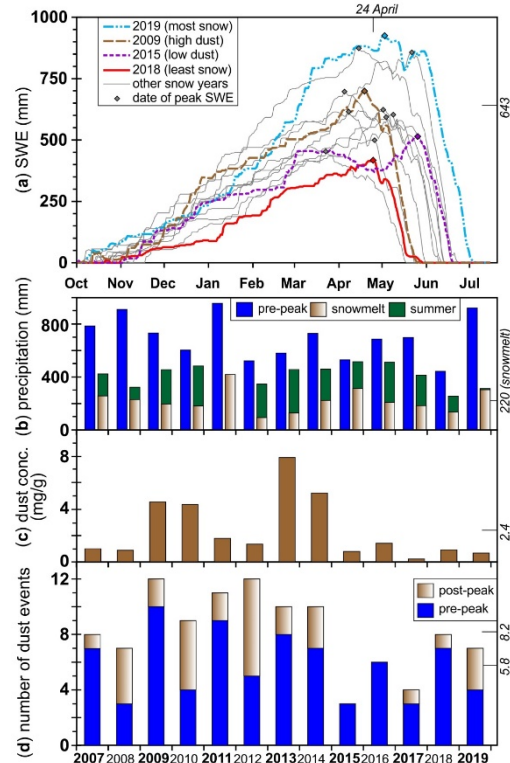 24 April
1000
2019 (most snow)
2009 (high dust)
2015 (low dust)
2018 (least snow)
other snow years
date of peak SWE
750
500
250
0
(a) SWE (mm)
643
Oct Nov Dec Jan Feb Mar Apr May Jun Jul
pre-peak snowmelt summer
800
400
0
(b) precipitation (mm)
220 (snowmelt)
8
4
0
(c) dust conc. (mg/g)
2.4
12
post-peak
pre-peak
8
4
0
(d) number of dust events
8.2
5.8
2007 2008 2009 2010 2011 2012 2013 2014 2015 2016 2017 2018 2019